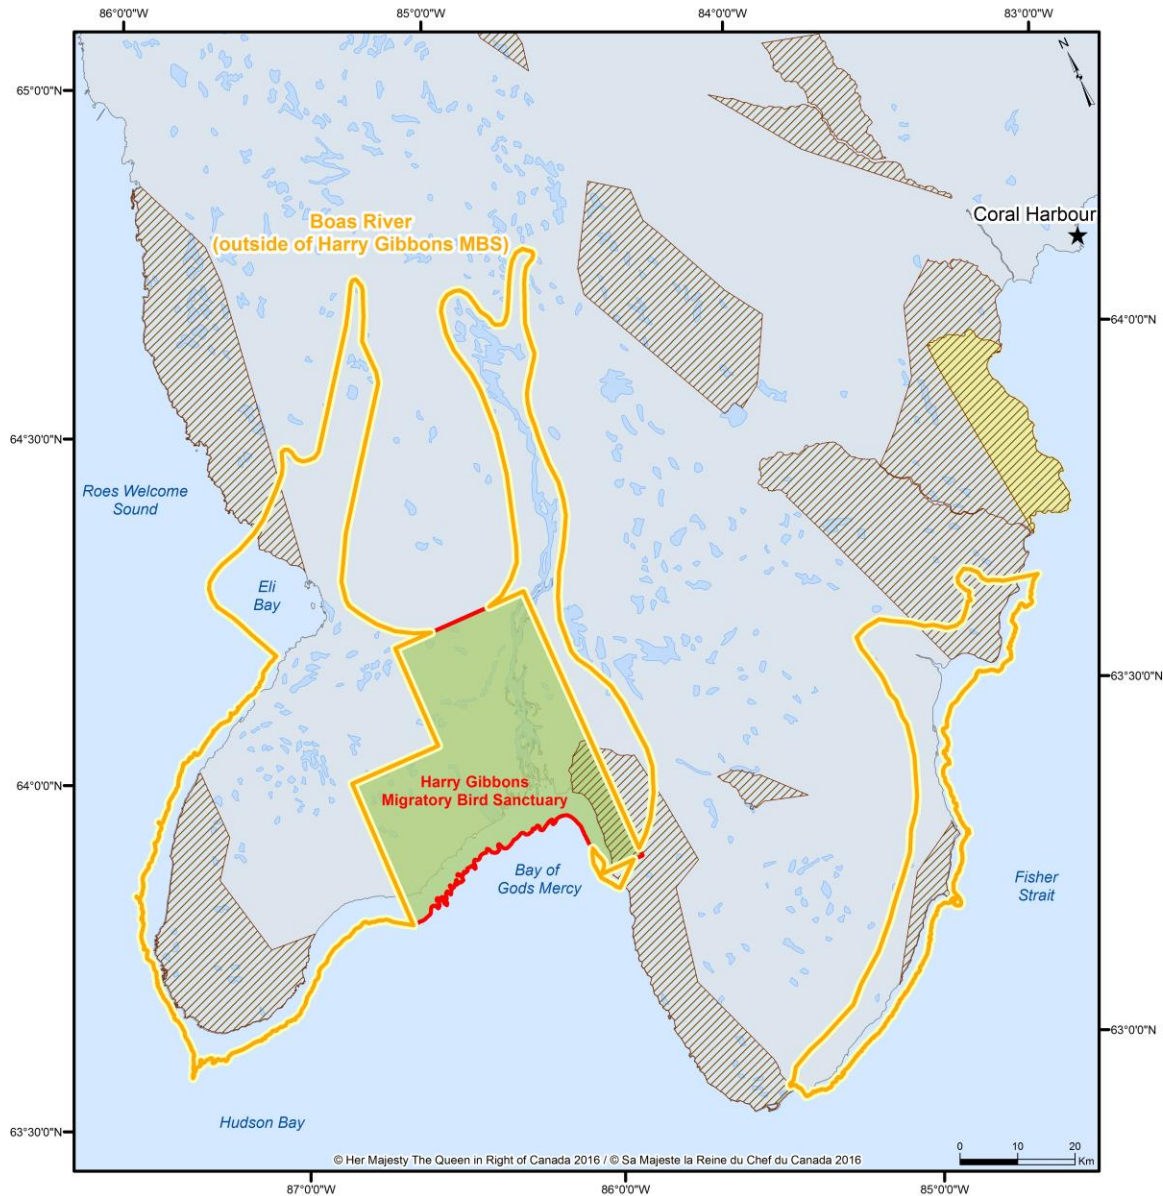 86°0'0"W 85°0'0"W 84°0'0"W 83°0'0"W
N
65°0'0"N
Coral Harbour
Boas River
(outside of Harry Gibbons MBS)
64°0'0"N
64°30'0"N
Roes Welcome
Sound
Eli
Bay
63°30'0"N
64°0'0"N
Harry Gibbons
Migratory Bird Sanctuary
Bay of
Gods Mercy
Fisher
Strait
63°0'0"N
Hudson Bay
63°30'0"N
0 10 20
Km
© Her Majesty The Queen in Right of Canada 2016 / © Sa Majeste la Reine du Chef du Canada 2016
87°0'0"W 86°0'0"W 85°0'0"W